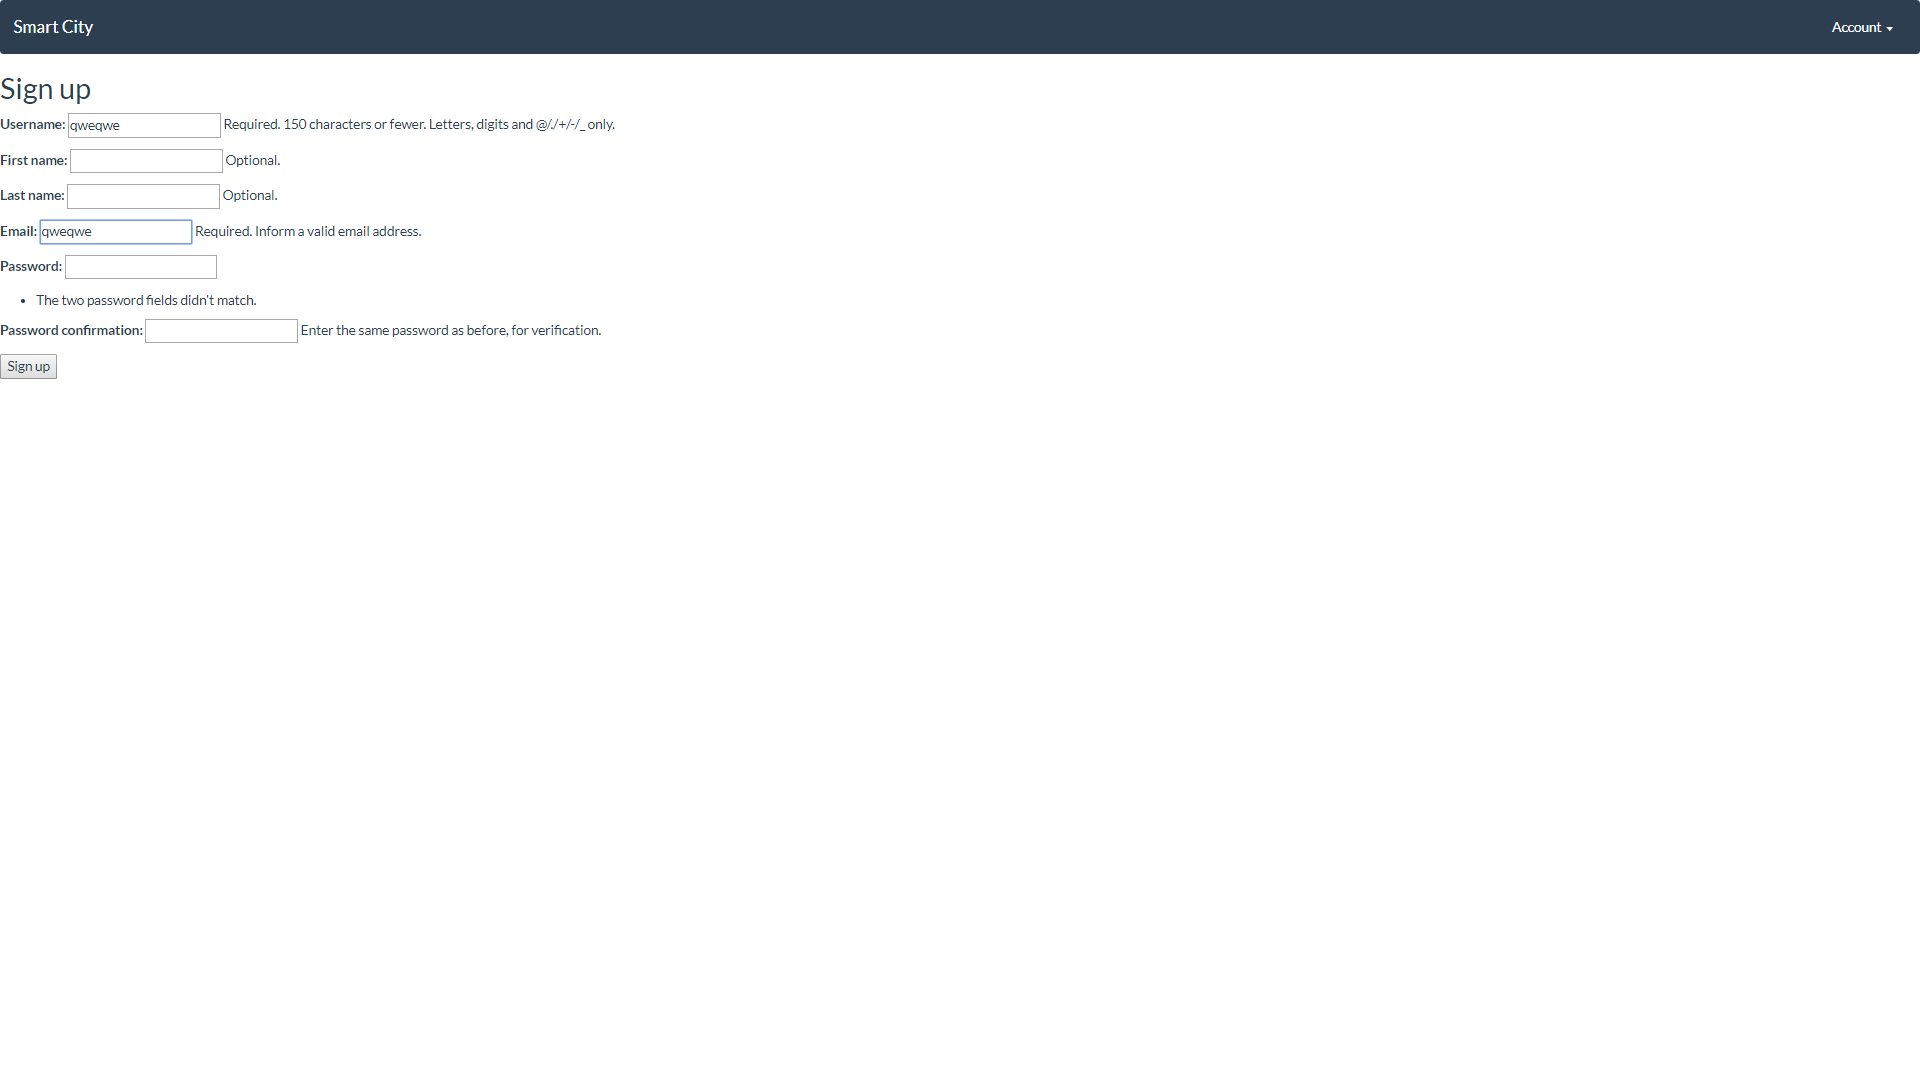 Smart City Account
Sign up
Username: qweqwe Required. 150 characters or fewer. Letters, digits and @/./+/-/_ only.
First name: Optional.
Last name: Optional.
Email: qweqwe Required. Inform a valid email address.
Password:
• The two password fields didn't match.
Password confirmation: Enter the same password as before, for verification.
Sign up